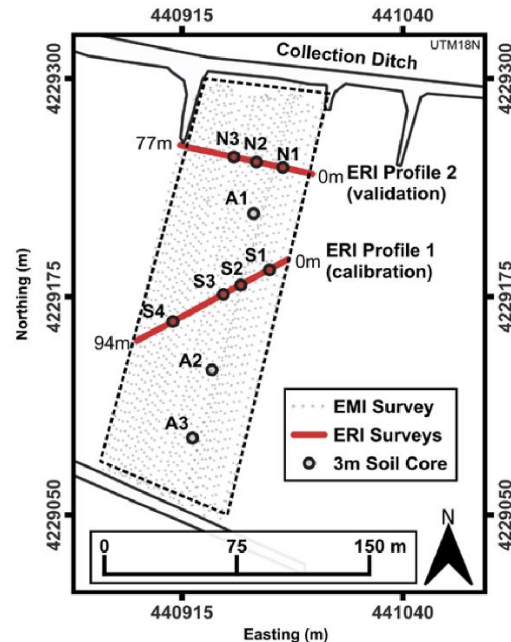 440915
441040
UTM18N
Collection Ditch
4229300
77m
N3
N2
N1
0m
ERI Profile 2
(validation)
A1
S1
0m
ERI Profile 1
(calibration)
S2
S3
S4
94m
4229175
4229175
4229300
Northing (m)
A2
A3
EMI Survey
ERI Surveys
3m Soil Core
4229050
4229050
N
0
75
150 m
440915
441040
Easting (m)